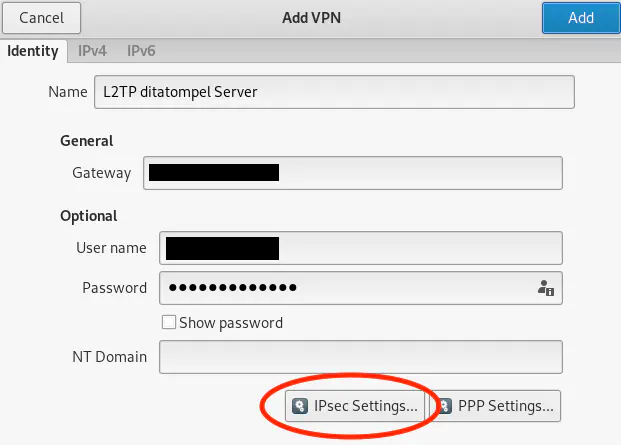 Cancel Add VPN Add
Identity IPv4 IPv6
Name L2TP ditatompel Server
General
Gateway
Optional
User name
Password ●●●●●●●●●●●●●
Show password
NT Domain
IPsec Settings... PPP Settings...